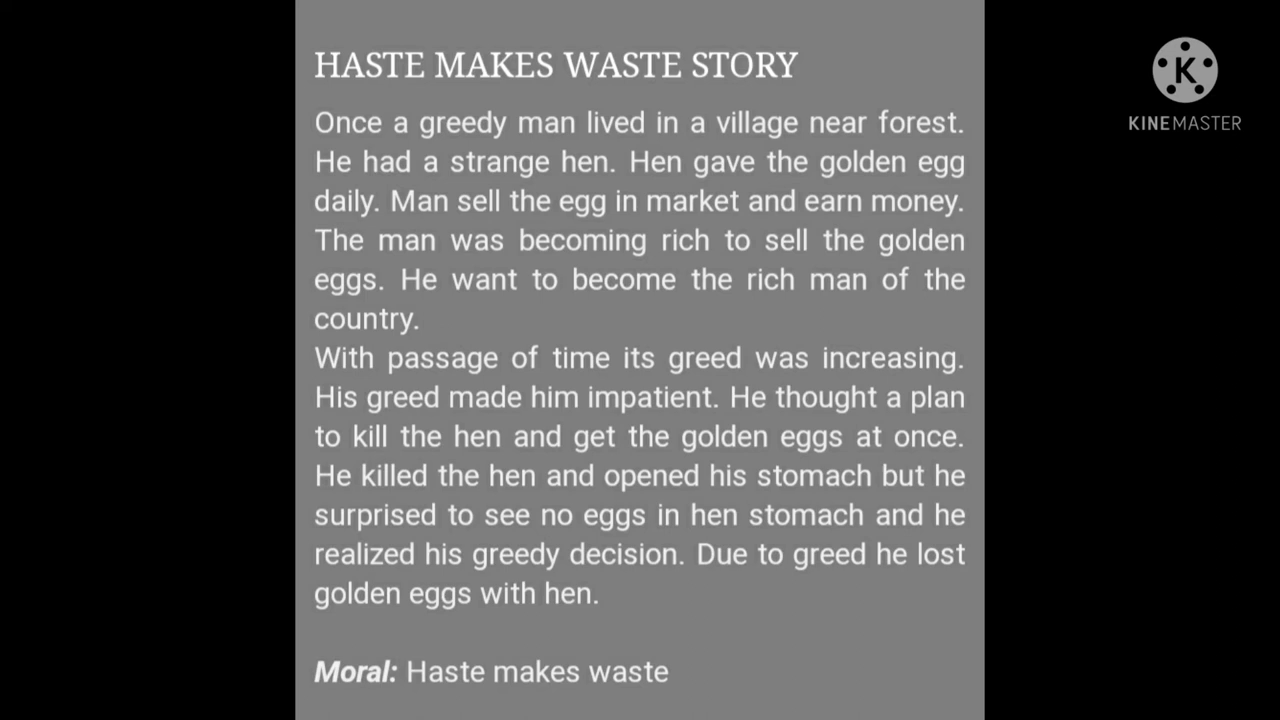 HASTE MAKES WASTE STORY
Once a greedy man lived in a village near forest.
He had a strange hen. Hen gave the golden egg
daily. Man sell the egg in market and earn money.
The man was becoming rich to sell the golden
eggs. He want to become the rich man of the
country.
With passage of time its greed was increasing.
His greed made him impatient. He thought a plan
to kill the hen and get the golden eggs at once.
He killed the hen and opened his stomach but he
surprised to see no eggs in hen stomach and he
realized his greedy decision. Due to greed he lost
golden eggs with hen.
Moral: Haste makes waste
K
KINEMASTER